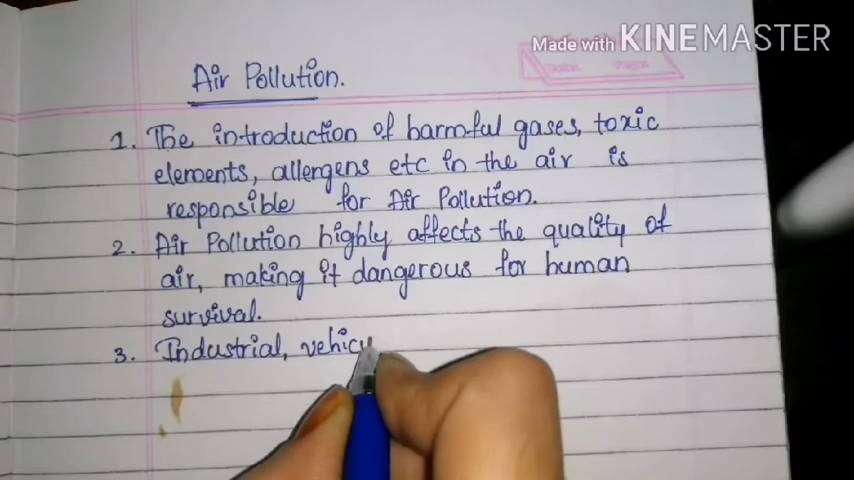 Made with KINEMASTER
Air Pollution.
1. The introduction of harmful gases, toxic
elements, allergens etc in the air is
responsible for Air Pollution.
2. Air Pollution highly affects the quality of
air, making it dangerous for human
survival.
3. Industrial, vehicu